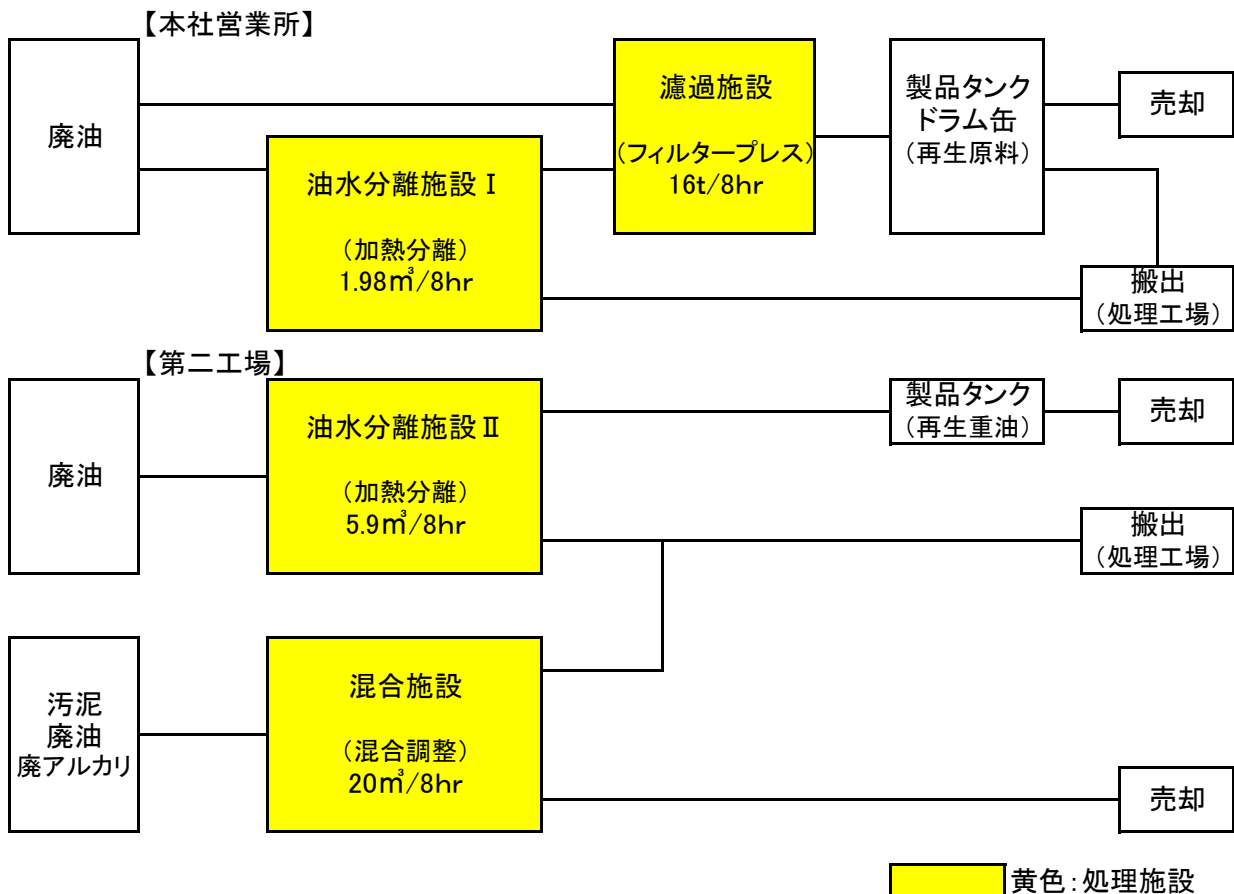 【本社営業所】
廃油
油水分離施設Ⅰ
（加熱分離）
1.98㎥/8hr
濾過施設
（フィルタープレス）
16t/8hr
製品タンク
ドラム缶
（再生原料）
売却
搬出
（処理工場）
【第二工場】
廃油
油水分離施設Ⅱ
（加熱分離）
5.9㎥/8hr
製品タンク
（再生重油）
売却
搬出
（処理工場）
汚泥
廃油
廃アルカリ
混合施設
（混合調整）
20㎥/8hr
売却
黄色：処理施設